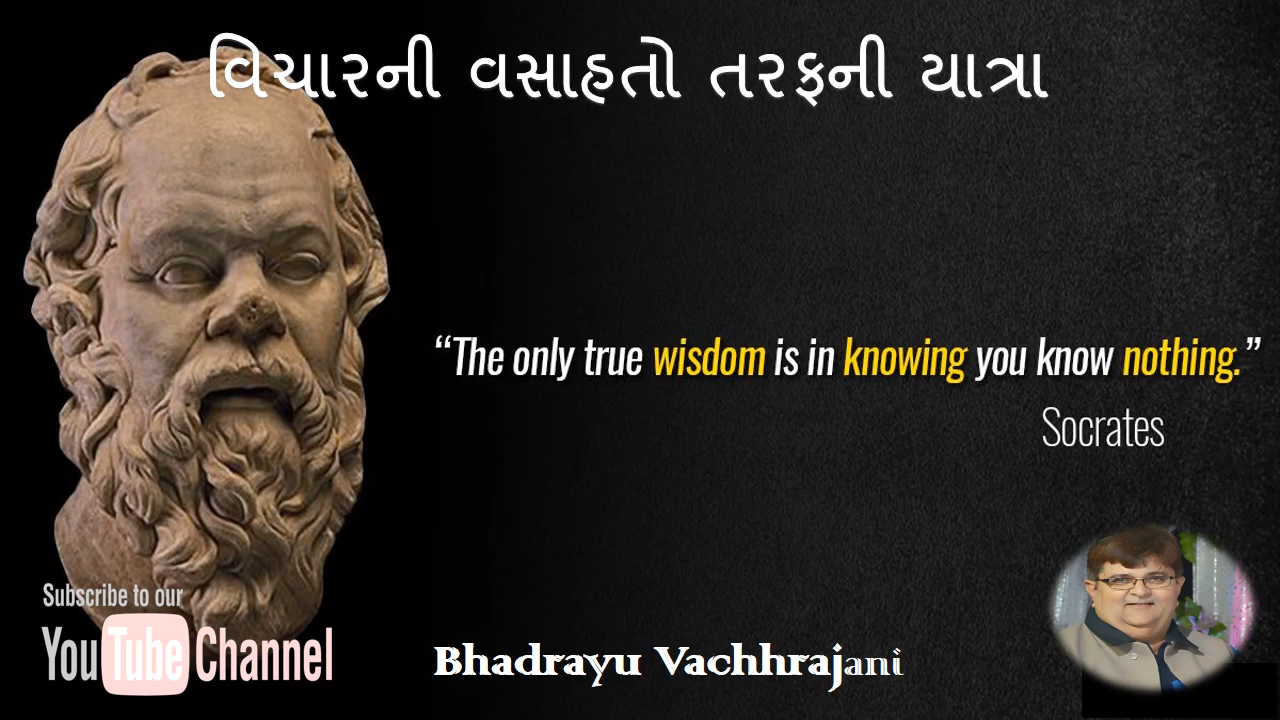 વિચારની વસાહતો તરફની યાત્રા
“The only true wisdom is in knowing you know nothing.”
Socrates
Subscribe to our
YouTube Channel
Bhadrayu Vachhrajani